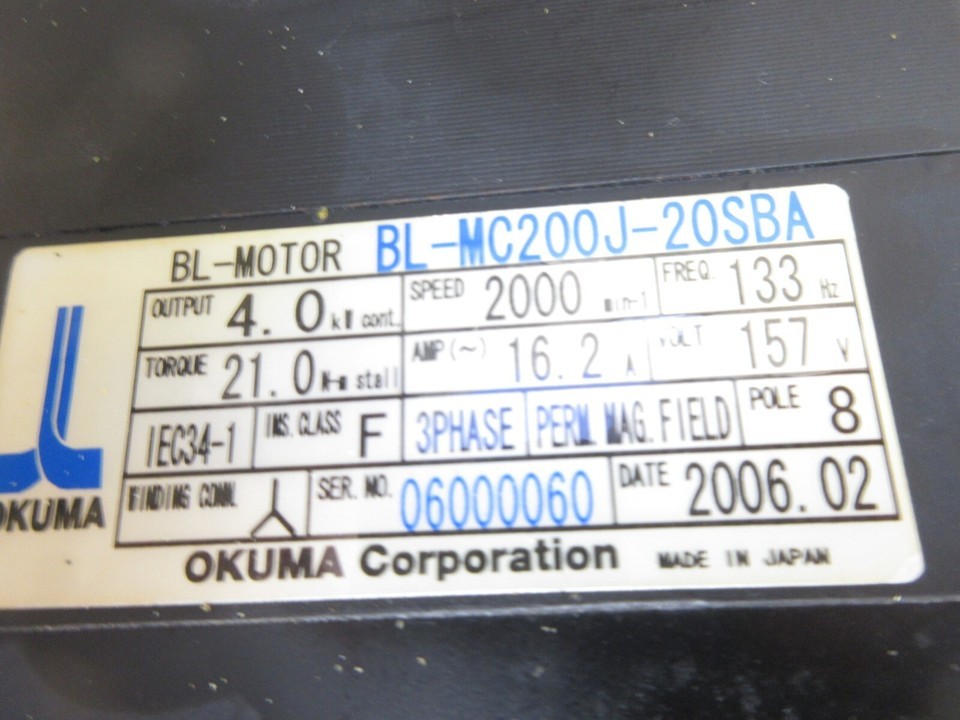 BL-MOTOR BL-MC200J-20SBA
OUTPUT 4.0 kW cont. SPEED 2000 min-1 FREQ. 133 Hz
TORQUE 21.0 N-m stall AMP(~) 16.2 A VOLT 157 V
IEC34-1 INS. CLASS F 3PHASE PERM. MAG. FIELD POLE 8
WINDING CONN. SER. NO. 06000060 DATE 2006.02
OKUMA
OKUMA Corporation MADE IN JAPAN